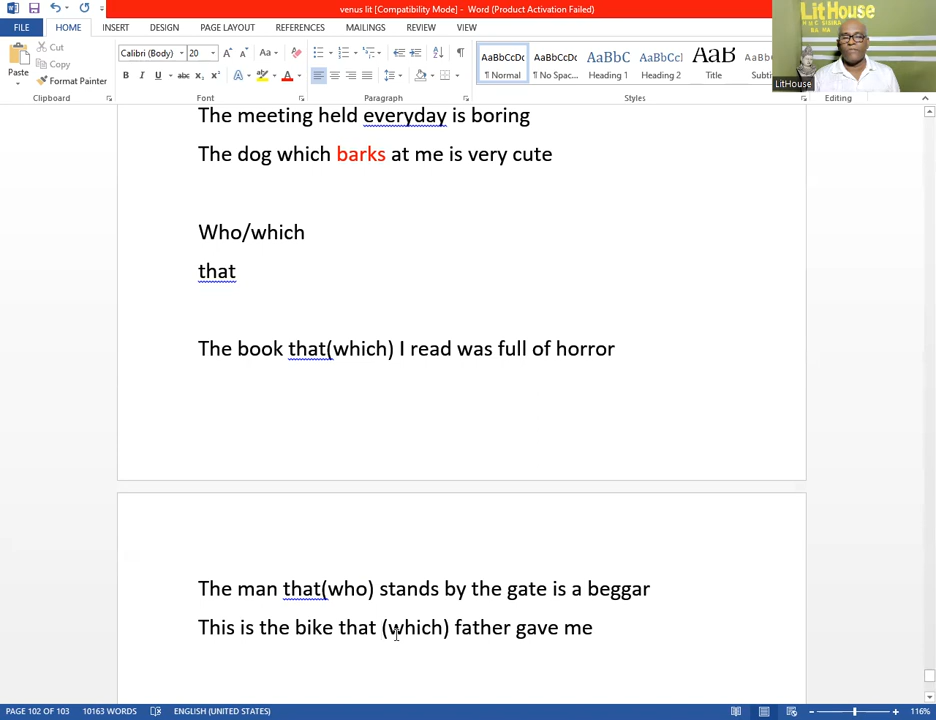 venus lit [Compatibility Mode] - Word (Product Activation Failed)
FILE HOME INSERT DESIGN PAGE LAYOUT REFERENCES MAILINGS REVIEW VIEW
Paste
Cut
Copy
Format Painter
Clipboard
Calibri (Body) 20
Font
Paragraph
AaBbCcDc
¶ Normal
AaBbCcDc
¶ No Spac...
AaBbCc
Heading 1
AaBbCcl
Heading 2
AaB
Title
AaBb
Subti
Styles
Editing
LitHouse
LitHouse
The meeting held everyday is boring
The dog which barks at me is very cute
Who/which
that
The book that(which) I read was full of horror
The man that(who) stands by the gate is a beggar
This is the bike that (which) father gave me
PAGE 102 OF 103 10163 WORDS ENGLISH (UNITED STATES) 116%